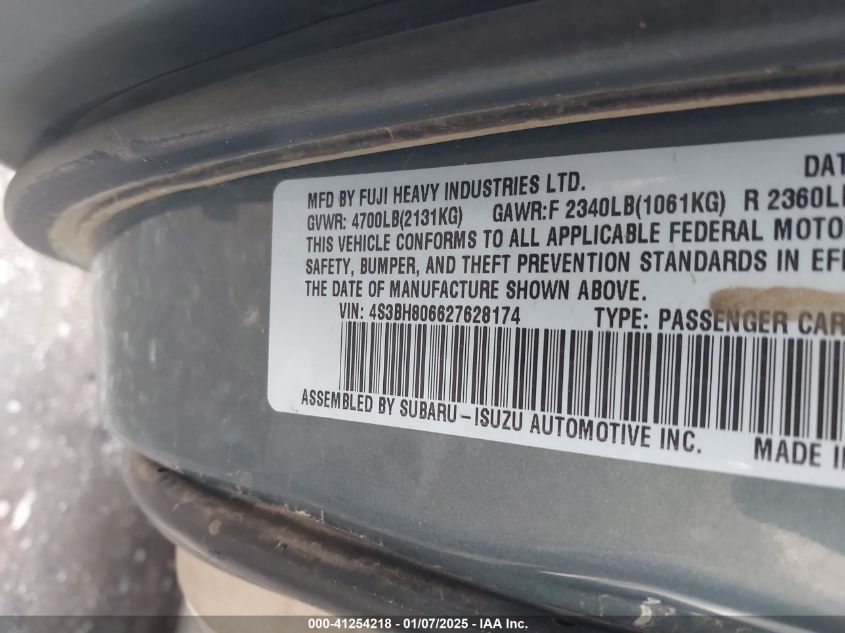 DAT
MFD BY FUJI HEAVY INDUSTRIES LTD.
GVWR: 4700LB(2131KG) GAWR:F 2340LB(1061KG) R 2360L
THIS VEHICLE CONFORMS TO ALL APPLICABLE FEDERAL MOTO
SAFETY, BUMPER, AND THEFT PREVENTION STANDARDS IN EF
THE DATE OF MANUFACTURE SHOWN ABOVE.
VIN: 4S3BH806627628174 TYPE: PASSENGER CAR
ASSEMBLED BY SUBARU-ISUZU AUTOMOTIVE INC. MADE I
000-41254218 - 01/07/2025 - IAA Inc.